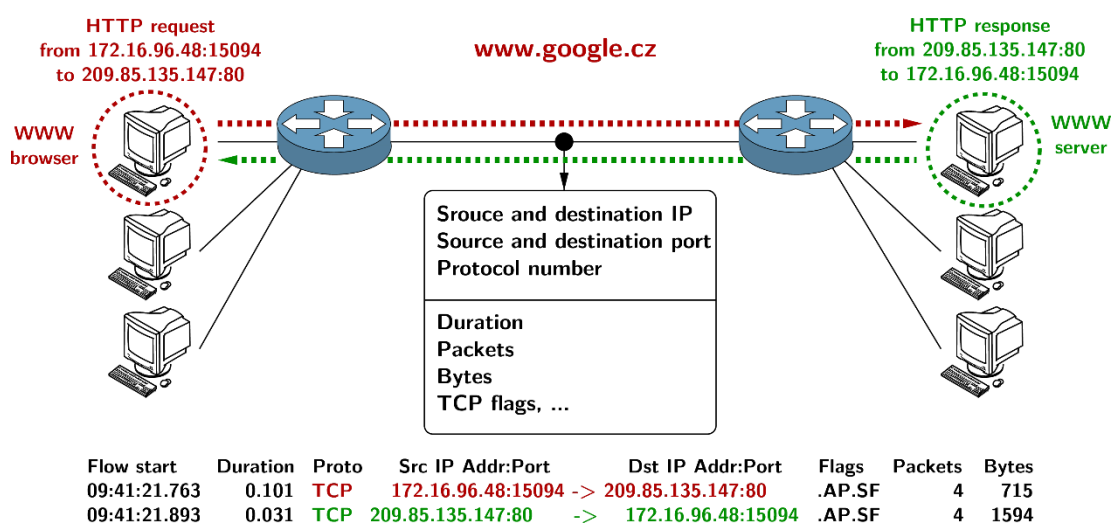 HTTP request
from 172.16.96.48:15094
to 209.85.135.147:80
www.google.cz
HTTP response
from 209.85.135.147:80
to 172.16.96.48:15094
WWW
browser
WWW
server
Srouce and destination IP
Source and destination port
Protocol number
Duration
Packets
Bytes
TCP flags, ...
Flow start Duration Proto Src IP Addr:Port Dst IP Addr:Port Flags Packets Bytes
09:41:21.763 0.101 TCP 172.16.96.48:15094 -> 209.85.135.147:80 .AP.SF 4 715
09:41:21.893 0.031 TCP 209.85.135.147:80 -> 172.16.96.48:15094 .AP.SF 4 1594